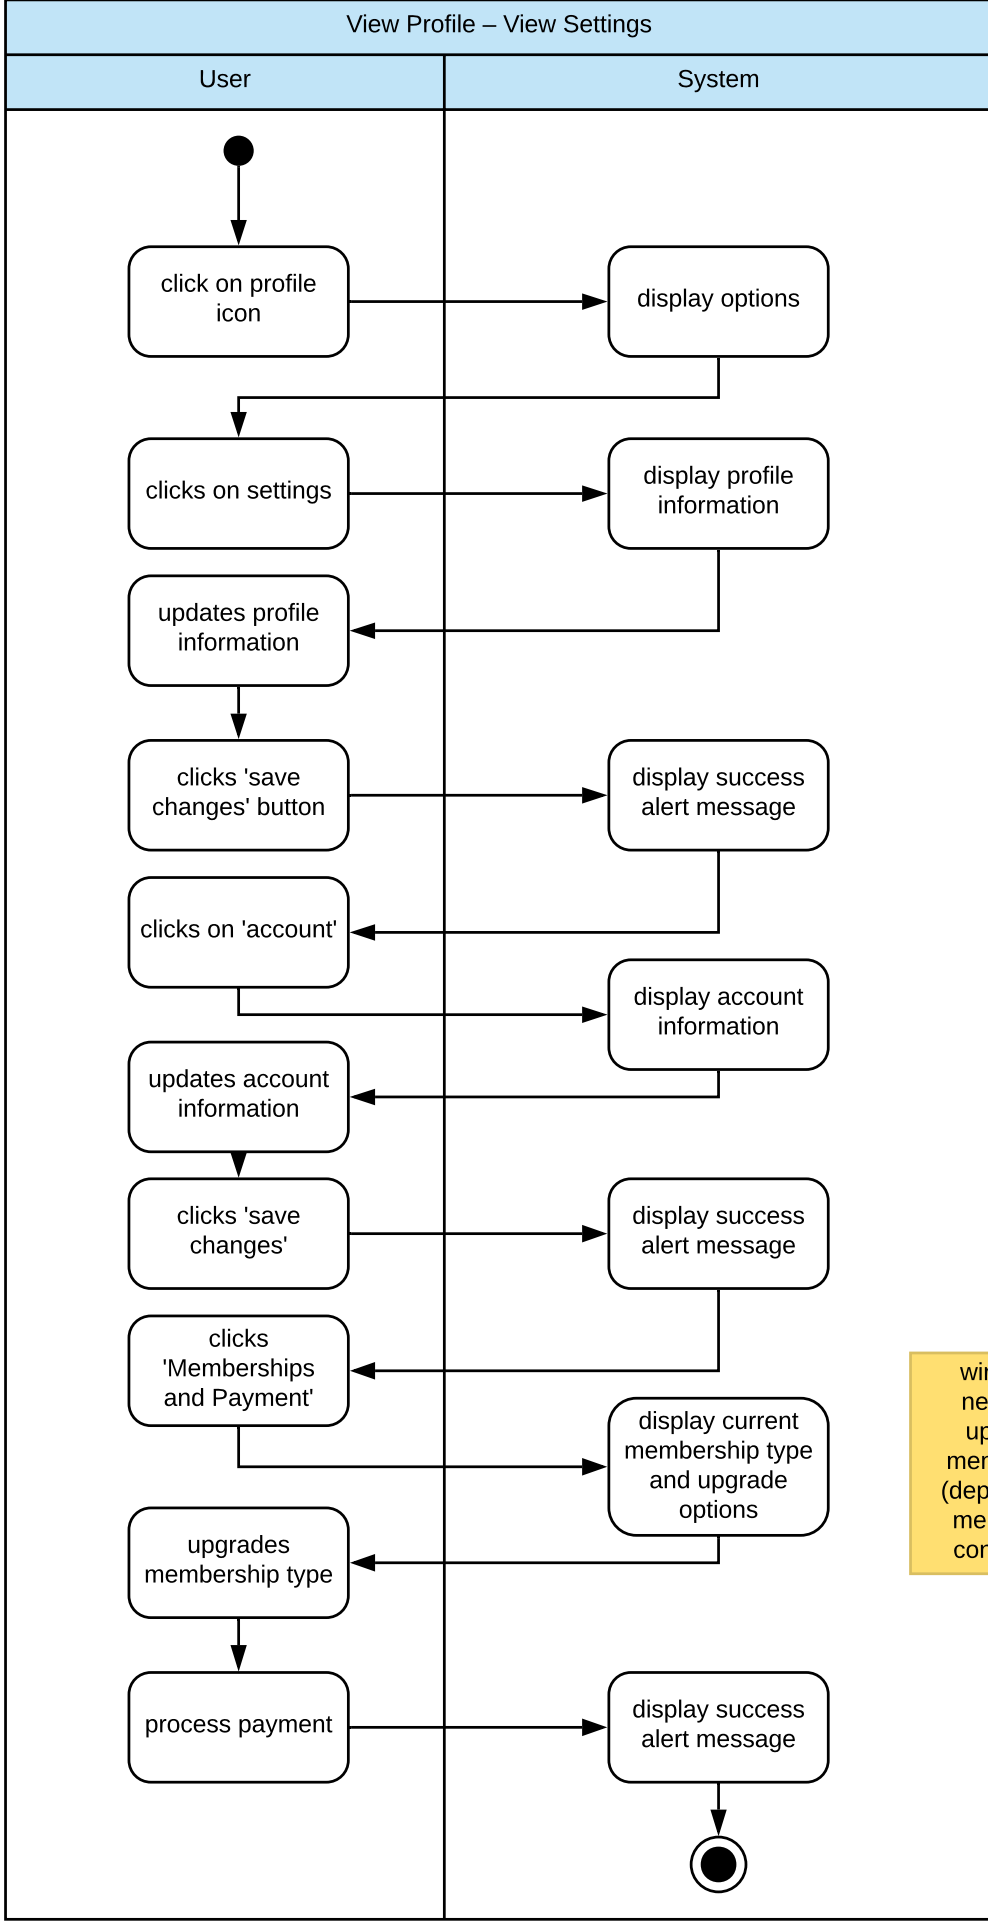 View Profile – View Settings
User
System
click on profile
icon
display options
clicks on settings
display profile
information
updates profile
information
clicks 'save
changes' button
display success
alert message
clicks on 'account'
display account
information
updates account
information
clicks 'save
changes'
display success
alert message
clicks
'Memberships
and Payment'
display current
membership type
and upgrade
options
upgrades
membership type
process payment
display success
alert message